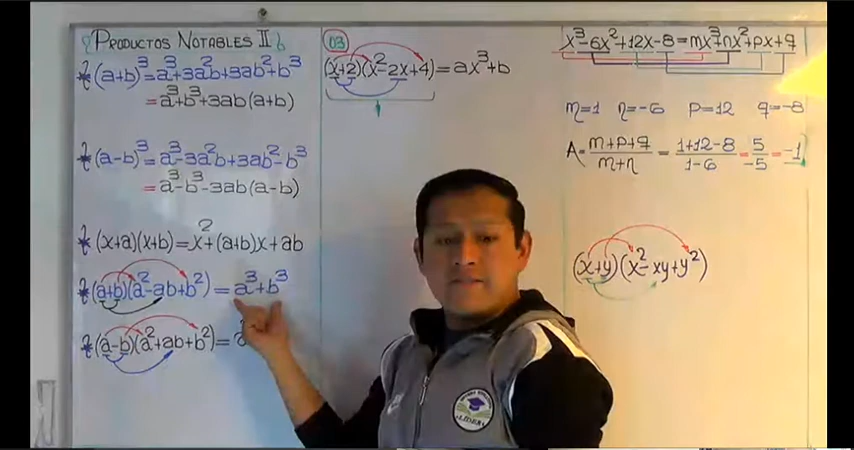 PRODUCTOS NOTABLES II
(a+b)³=a³+3a²b+3ab²+b³
=a³+b³+3ab(a+b)
(a-b)³=a³-3a²b+3ab²-b³
=a³-b³-3ab(a-b)
(x+a)(x+b)=x²+(a+b)x+ab
(a+b)(a²-ab+b²)=a³+b³
(a-b)(a²+ab+b²)=
03
(x+2)(x²-2x+4)=ax³+b
x³-6x²+12x-8=mx³+nx²+px+q
m=1 n=-6 p=12 q=-8
A=m+p+q/m+n=1+12-8/1-6=5/-5=-1
(x+y)(x²-xy+y²)
LIDER